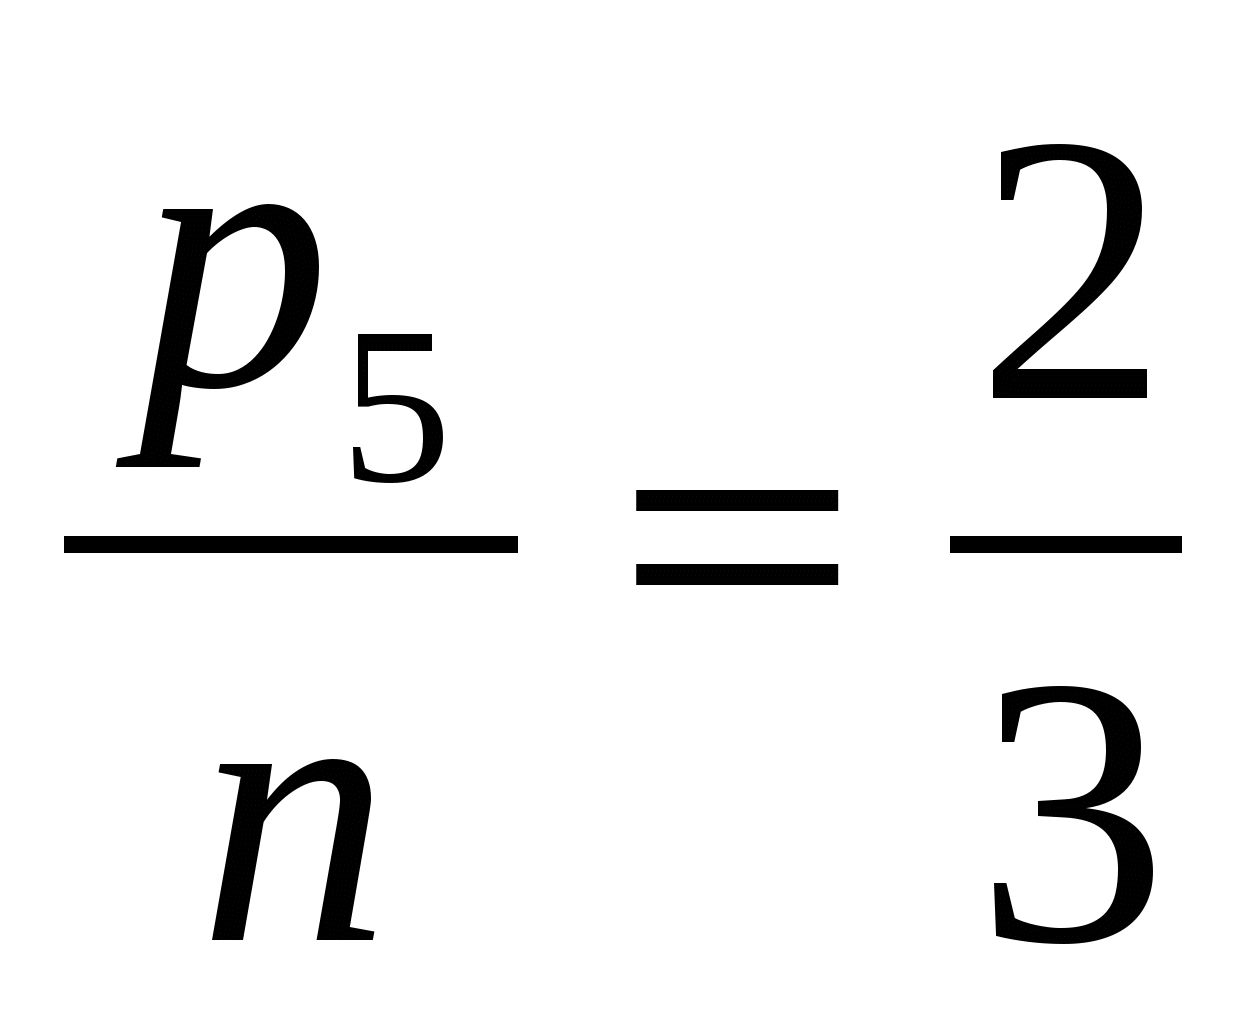 p₅/n = 2/3